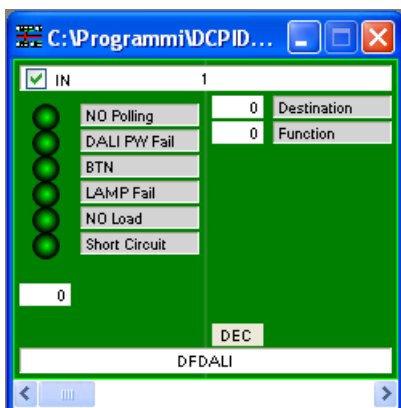 C:\Programmi\DCPID...
IN 1
NO Polling
DALI PW Fail
BTN
LAMP Fail
NO Load
Short Circuit
0
0 Destination
0 Function
DEC
DFDALI